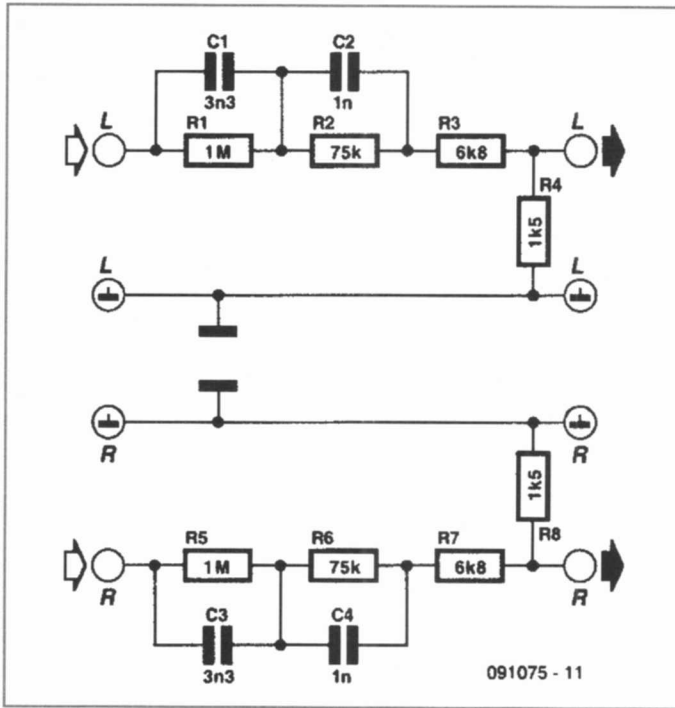 C1 C2
3n3 1n
L R1 R2 R3 L
1M 75k 6k8
R4
1k5
L L
R R
1k5
R5 R6 R7 R8
1M 75k 6k8
R C3 C4 R
3n3 1n
091075 - 11